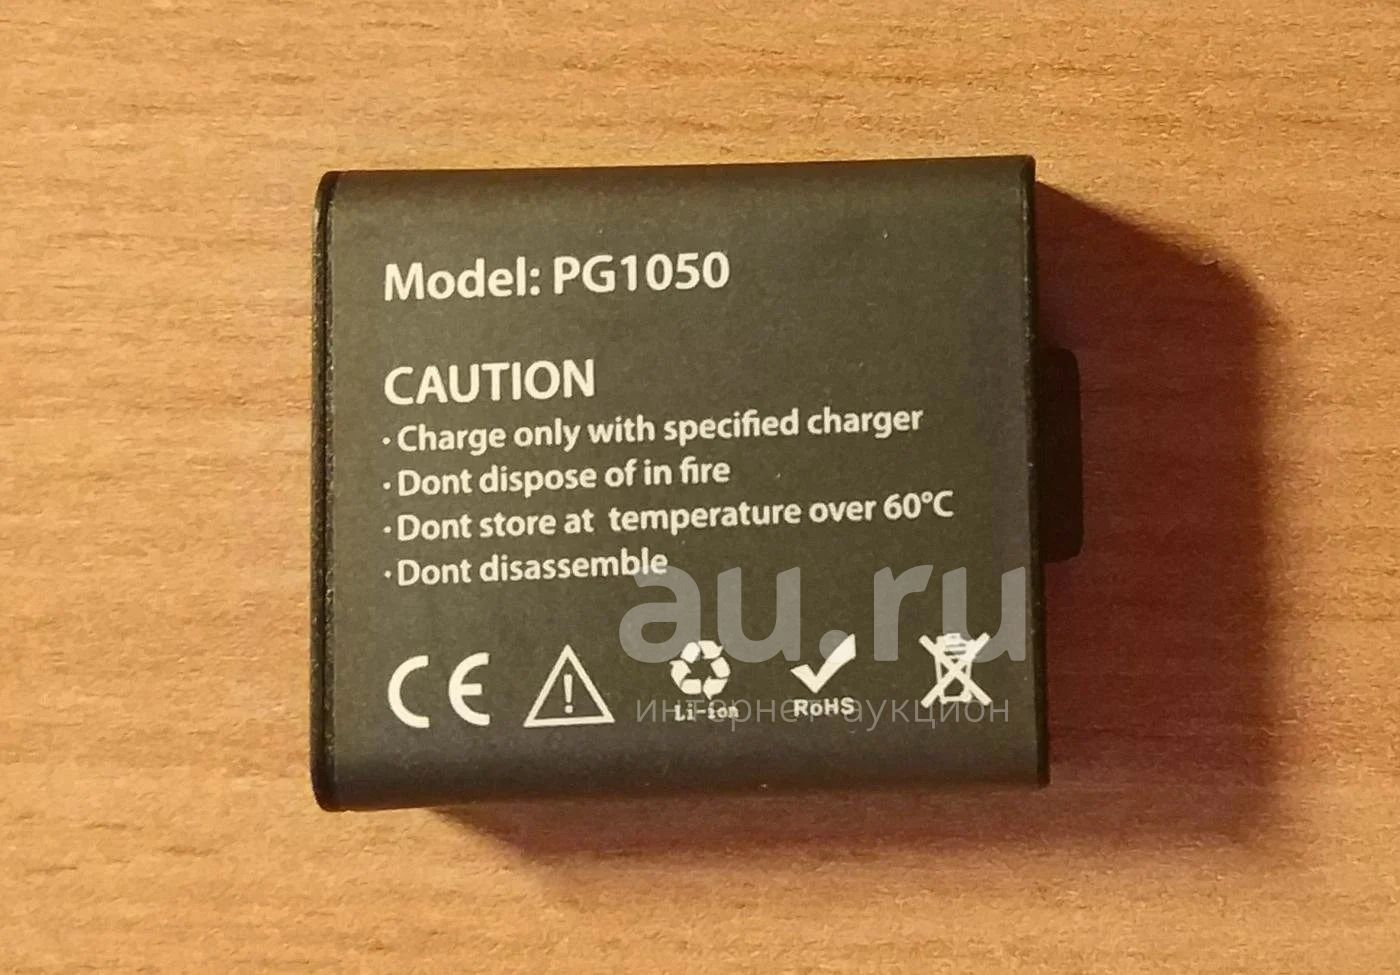 Model: PG1050
CAUTION
· Charge only with specified charger
· Dont dispose of in fire
· Dont store at  temperature over 60°C
· Dont disassemble
au.ru
CE
!
Li-ion
RoHS
интернет-аукцион